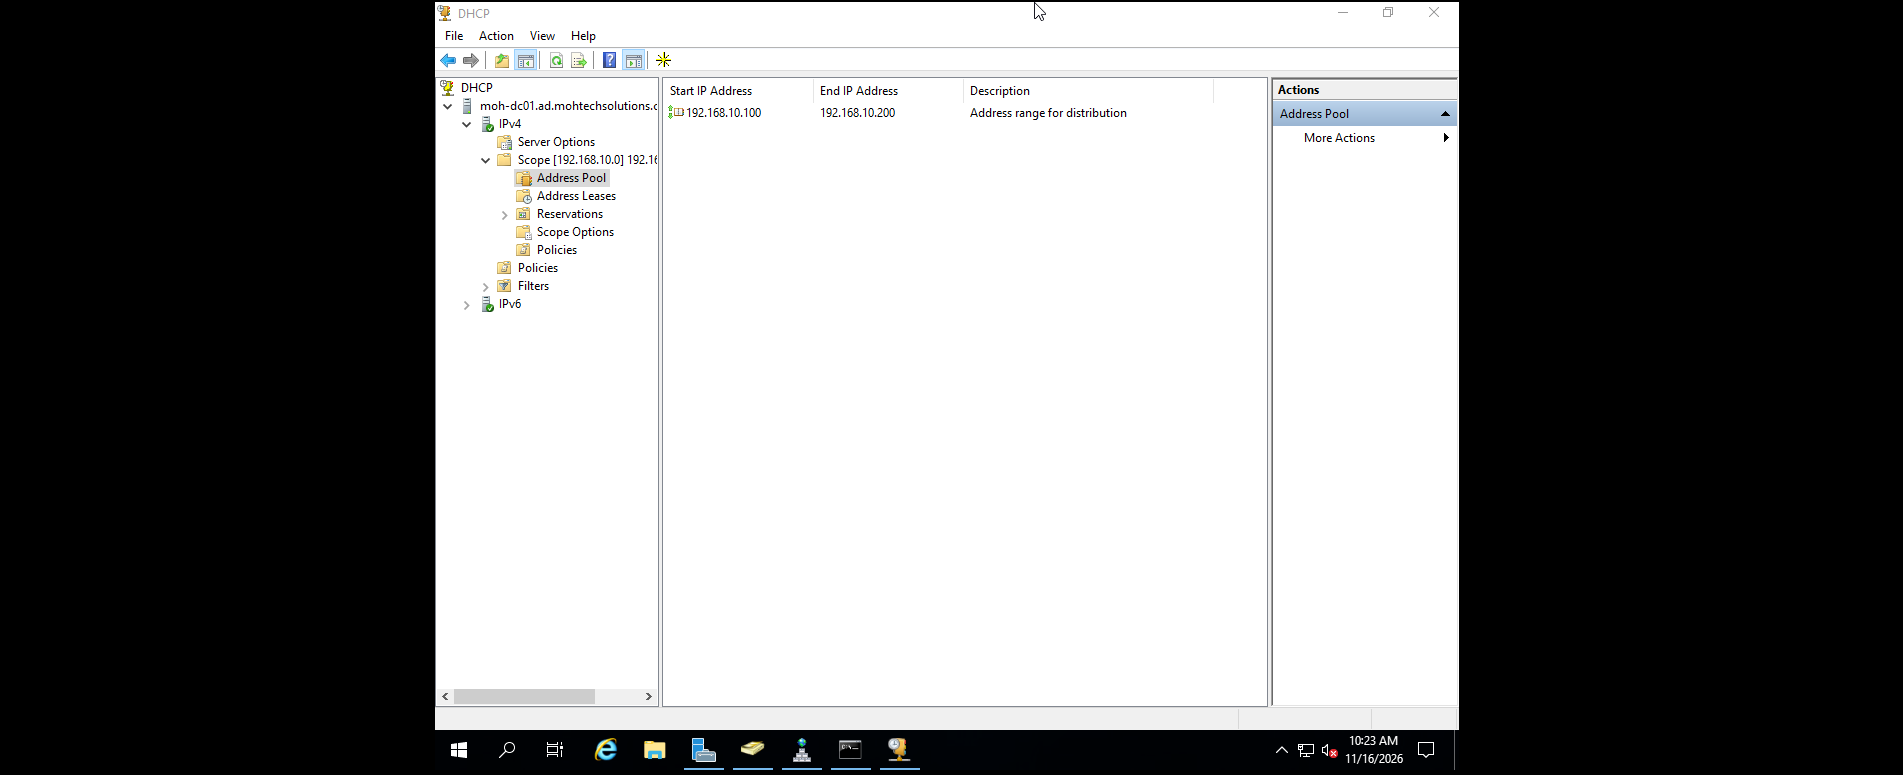 DHCP
File Action View Help
DHCP
moh-dc01.ad.mohtechsolutions.c
IPv4
Server Options
Scope [192.168.10.0] 192.16
Address Pool
Address Leases
Reservations
Scope Options
Policies
Policies
Filters
IPv6
Start IP Address End IP Address Description
192.168.10.100 192.168.10.200 Address range for distribution
Actions
Address Pool
More Actions
10:23 AM
11/16/2026